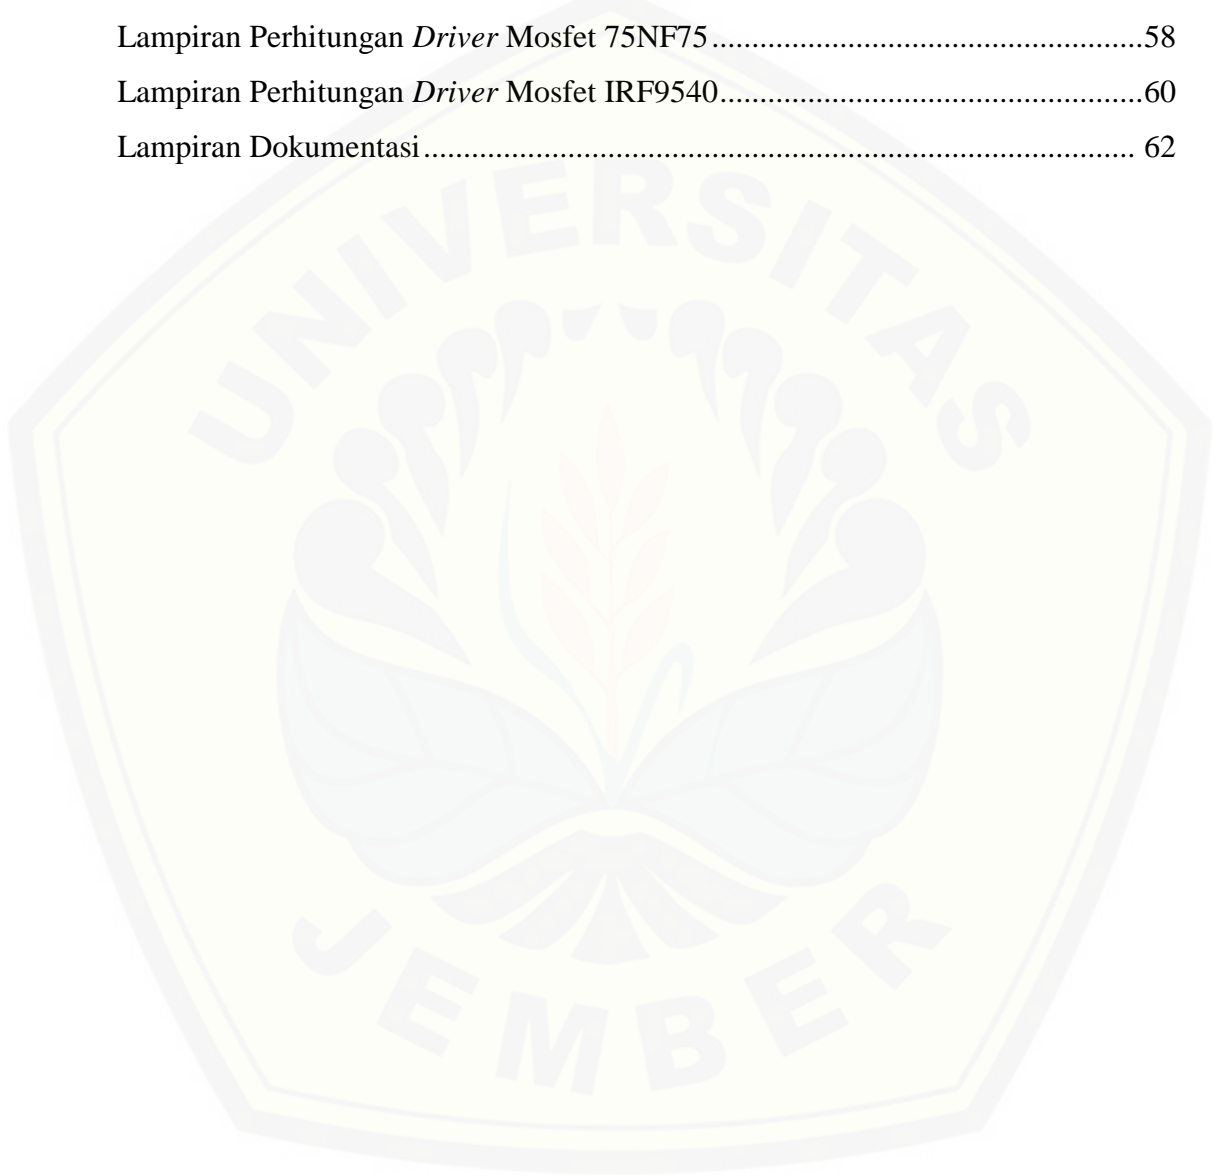 Lampiran Perhitungan Driver Mosfet 75NF75..........58
Lampiran Perhitungan Driver Mosfet IRF9540..........60
Lampiran Dokumentasi.......... 62
UNIVERSITAS
JEMBER